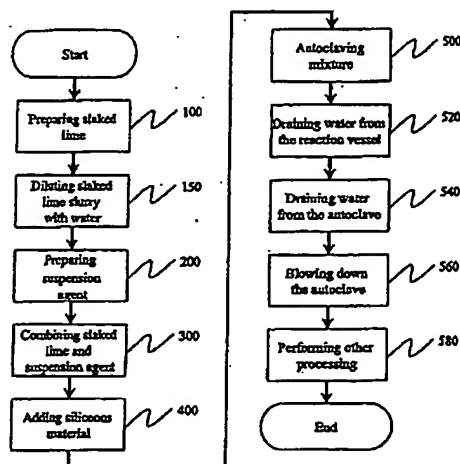 Start
Preparing slaked
lime
100
Diluting slaked
lime slurry
with water
150
Preparing
suspension
agent
200
Combining slaked
lime and
suspension agent
300
Adding siliceous
material
400
Autoclaving
mixture
500
Draining water from
the reaction vessel
520
Draining water
from the autoclave
540
Blowing down
the autoclave
560
Performing other
processing
580
End